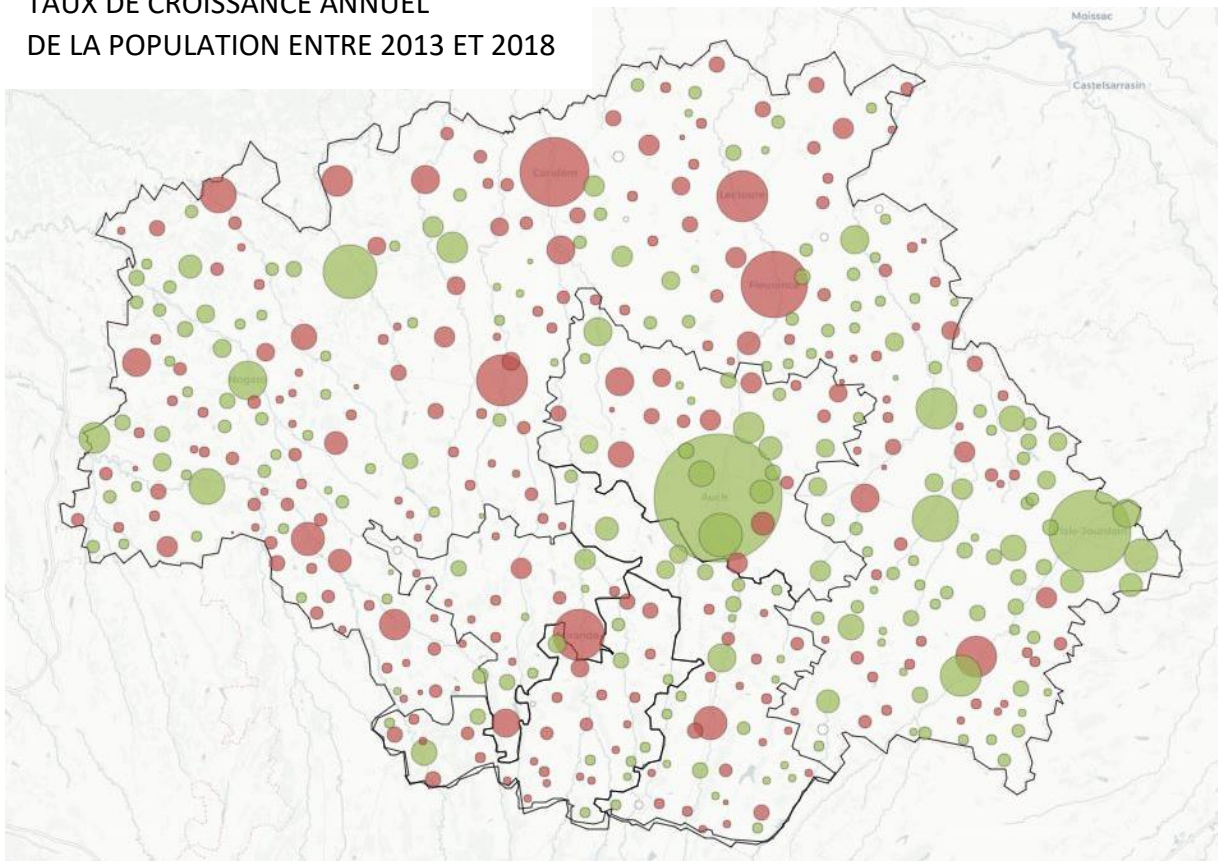 TAUX DE CROISSANCE ANNUEL
DE LA POPULATION ENTRE 2013 ET 2018
Moissac
Castelsarrasin
Condom
Lectoure
Fleurance
Nogaro
Auch
Isle-Jourdain
Mirande